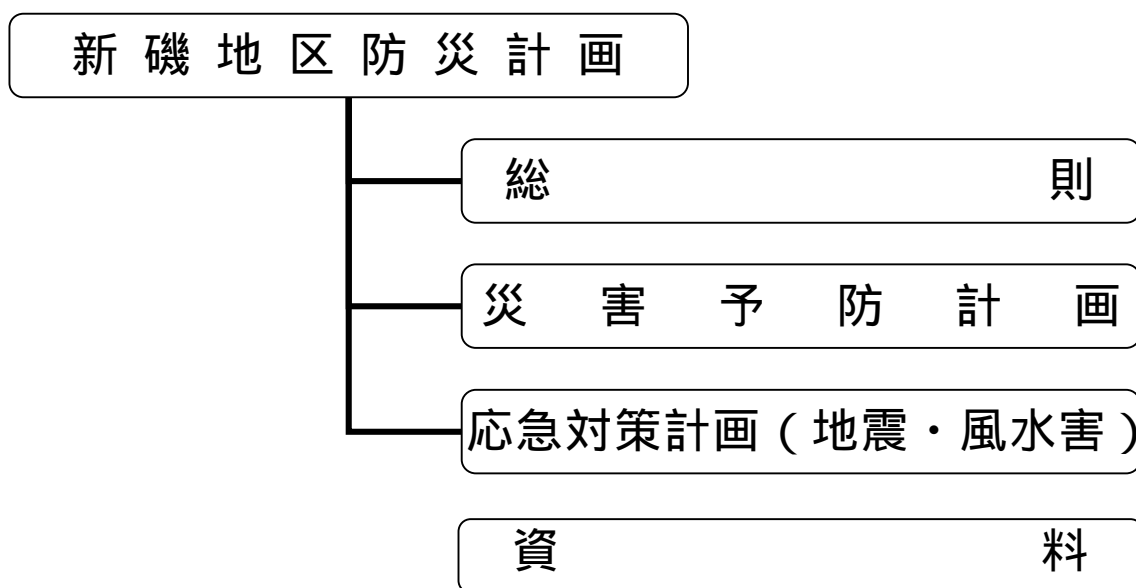 新磯地区防災計画
総則
災害予防計画
応急対策計画（地震・風水害）
資料